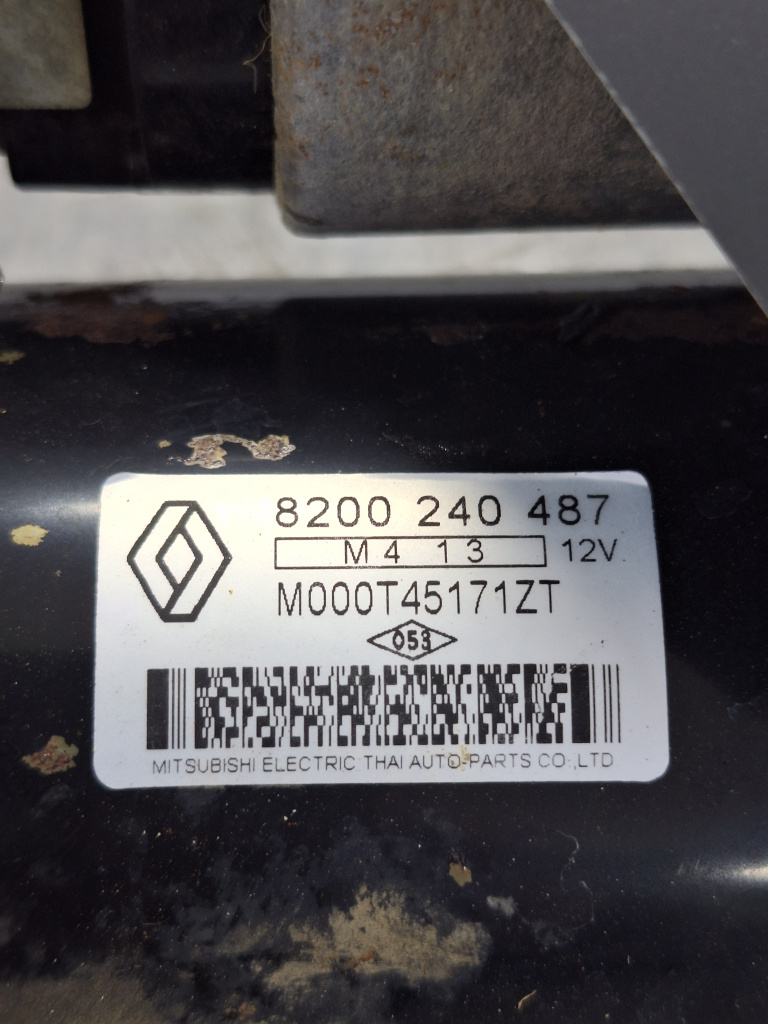 8200 240 487
M4 13 12V
M000T45171ZT
053
MITSUBISHI ELECTRIC THAI AUTO-PARTS CO.,LTD